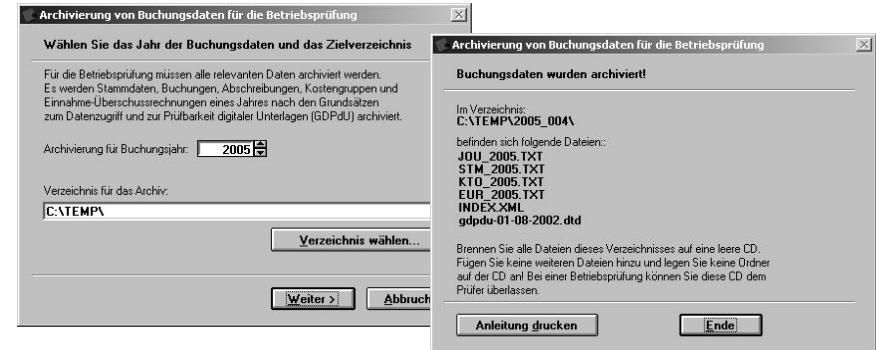 Archivierung von Buchungsdaten für die Betriebsprüfung
Wählen Sie das Jahr der Buchungsdaten und das Zielverzeichnis
Für die Betriebsprüfung müssen alle relevanten Daten archiviert werden.
Es werden Stammdaten, Buchungen, Abschreibungen, Kostengruppen und
Einnahme-Überschussrechnungen eines Jahres nach den Grundsätzen
zum Datenzugriff und zur Prüfbarkeit digitaler Unterlagen (GDPdU) archiviert.
Archivierung für Buchungsjahr: 2005
Verzeichnis für das Archiv:
C:\TEMP\
Verzeichnis wählen...
Weiter > Abbruch
Archivierung von Buchungsdaten für die Betriebsprüfung
Buchungsdaten wurden archiviert!
Im Verzeichnis:
C:\TEMP\2005_004\
befinden sich folgende Dateien::
JOU_2005.TXT
STM_2005.TXT
KTO_2005.TXT
EUR_2005.TXT
INDEX.XML
gdpdu-01-08-2002.dtd
Brennen Sie alle Dateien dieses Verzeichnisses auf eine leere CD.
Fügen Sie keine weiteren Dateien hinzu und legen Sie keine Ordner
auf der CD an! Bei einer Betriebsprüfung können Sie diese CD dem
Prüfer überlassen.
Anleitung drucken Ende